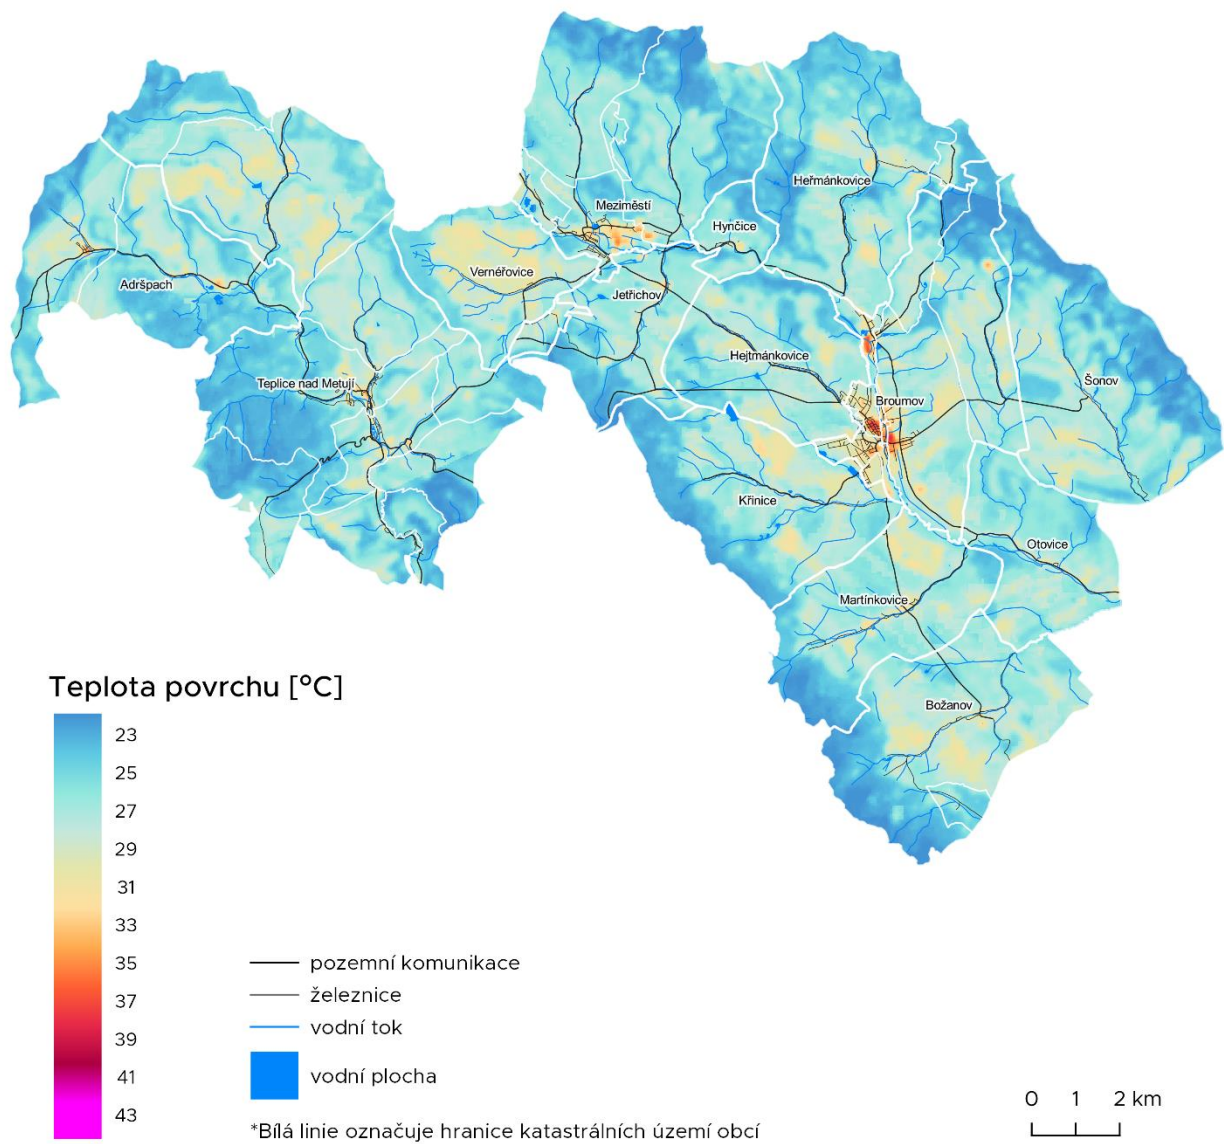 Meziměstí
Heřmánkovice
Hynčice
Vernéřovice
Adršpach
Jetřichov
Hejtmánkovice
Teplice nad Metují
Šonov
Broumov
Křinice
Otovice
Martínkovice
Božanov
Teplota povrchu [°C]
23
25
27
29
31
33
35
37
39
41
43
pozemní komunikace
železnice
vodní tok
vodní plocha
*Bílá linie označuje hranice katastrálních území obcí
0 1 2 km